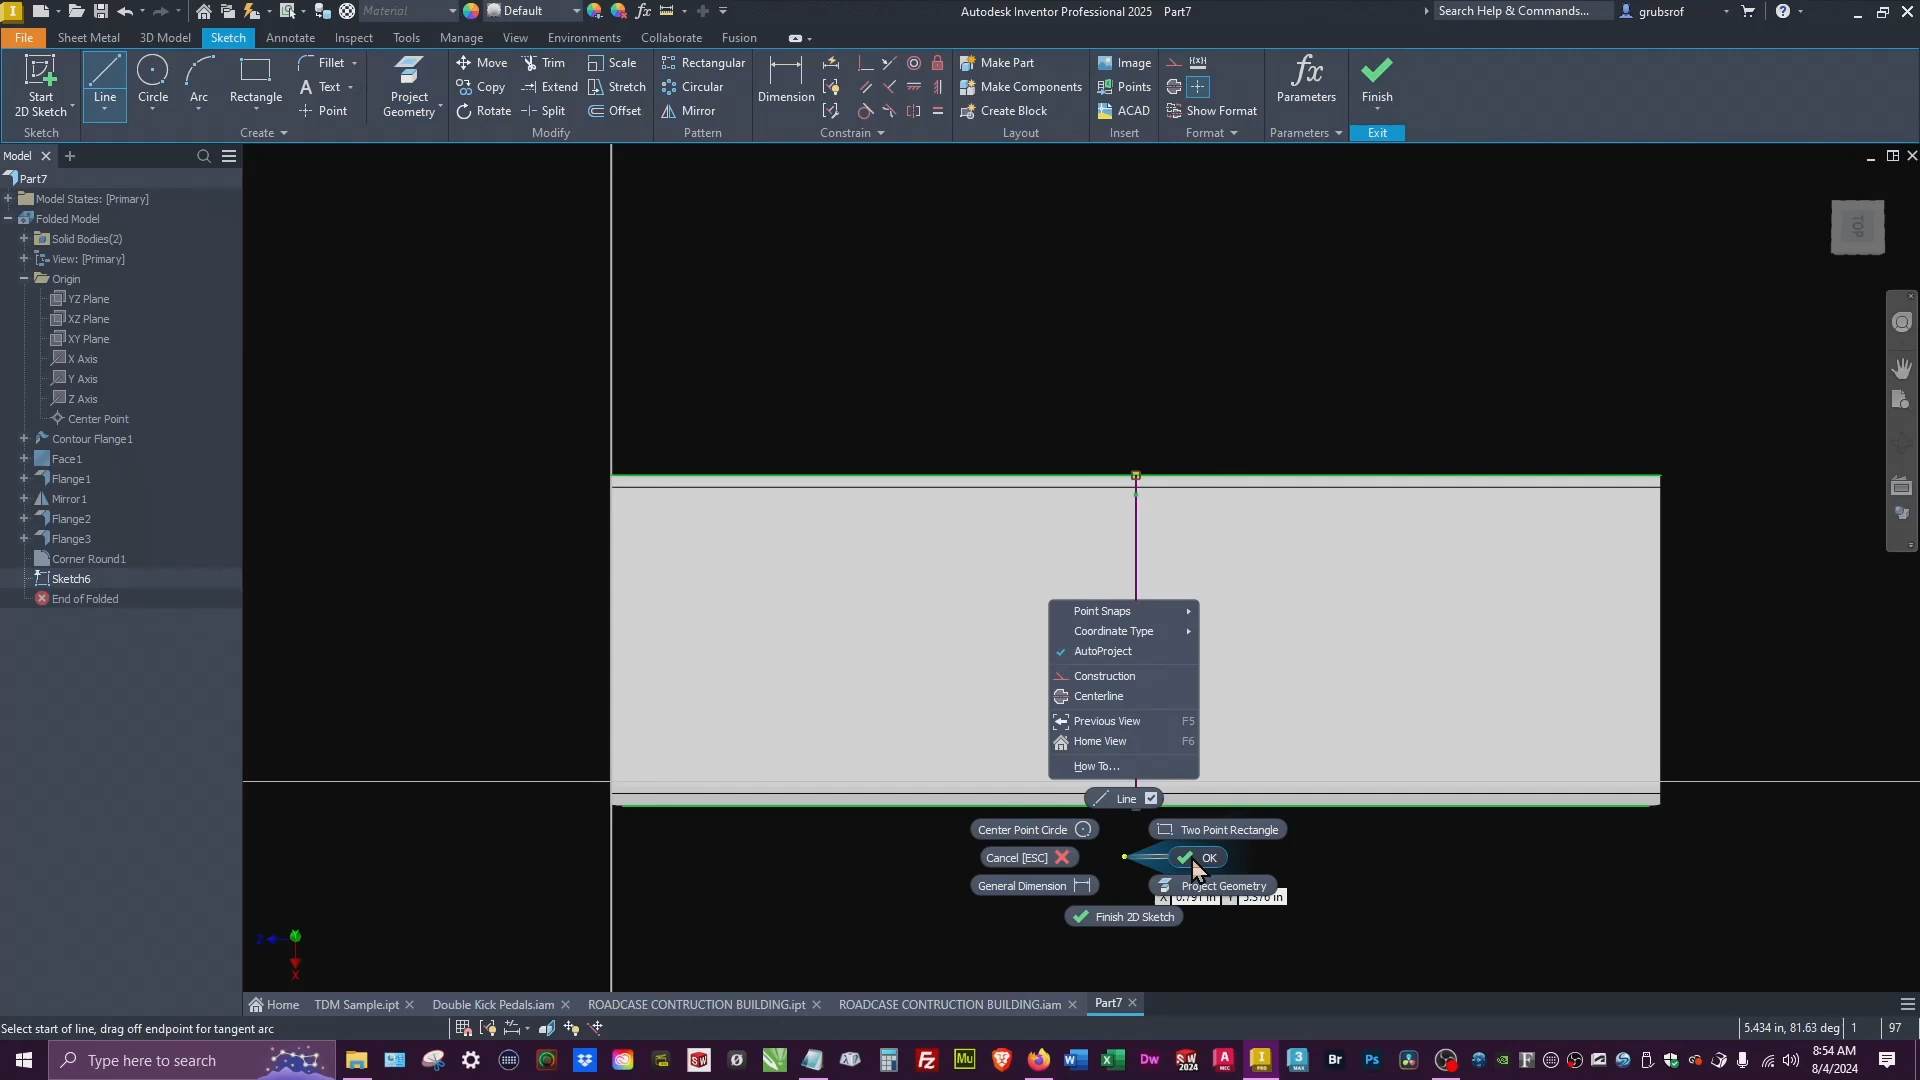 Material
Default
Autodesk Inventor Professional 2025 Part7
Search Help & Commands...
grubsrof
File Sheet Metal 3D Model Sketch Annotate Inspect Tools Manage View Environments Collaborate Fusion
Start
2D Sketch
Line
Circle
Arc
Rectangle
Fillet
Text
Point
Project
Geometry
Move
Copy
Rotate
Trim
Extend
Split
Scale
Stretch
Offset
Rectangular
Circular
Mirror
Dimension
Make Part
Make Components
Create Block
Image
Points
ACAD
Show Format
fx
Parameters
Finish
Sketch Create Modify Pattern Constrain Layout Insert Format Parameters Exit
Model
Part7
Model States: [Primary]
Folded Model
Solid Bodies(2)
View: [Primary]
Origin
YZ Plane
XZ Plane
XY Plane
X Axis
Y Axis
Z Axis
Center Point
Contour Flange1
Face1
Flange1
Mirror1
Flange2
Flange3
Corner Round1
Sketch6
End of Folded
TOP
Point Snaps
Coordinate Type
AutoProject
Construction
Centerline
Previous View F5
Home View F6
How To...
Line
Center Point Circle
Two Point Rectangle
Cancel [ESC]
OK
General Dimension
Project Geometry
Finish 2D Sketch
Z
X
Home TDM Sample.ipt Double Kick Pedals.iam ROADCASE CONTRUCTION BUILDING.ipt ROADCASE CONTRUCTION BUILDING.iam Part7
Select start of line, drag off endpoint for tangent arc
5.434 in, 81.63 deg 1 97
Type here to search
8:54 AM
8/4/2024